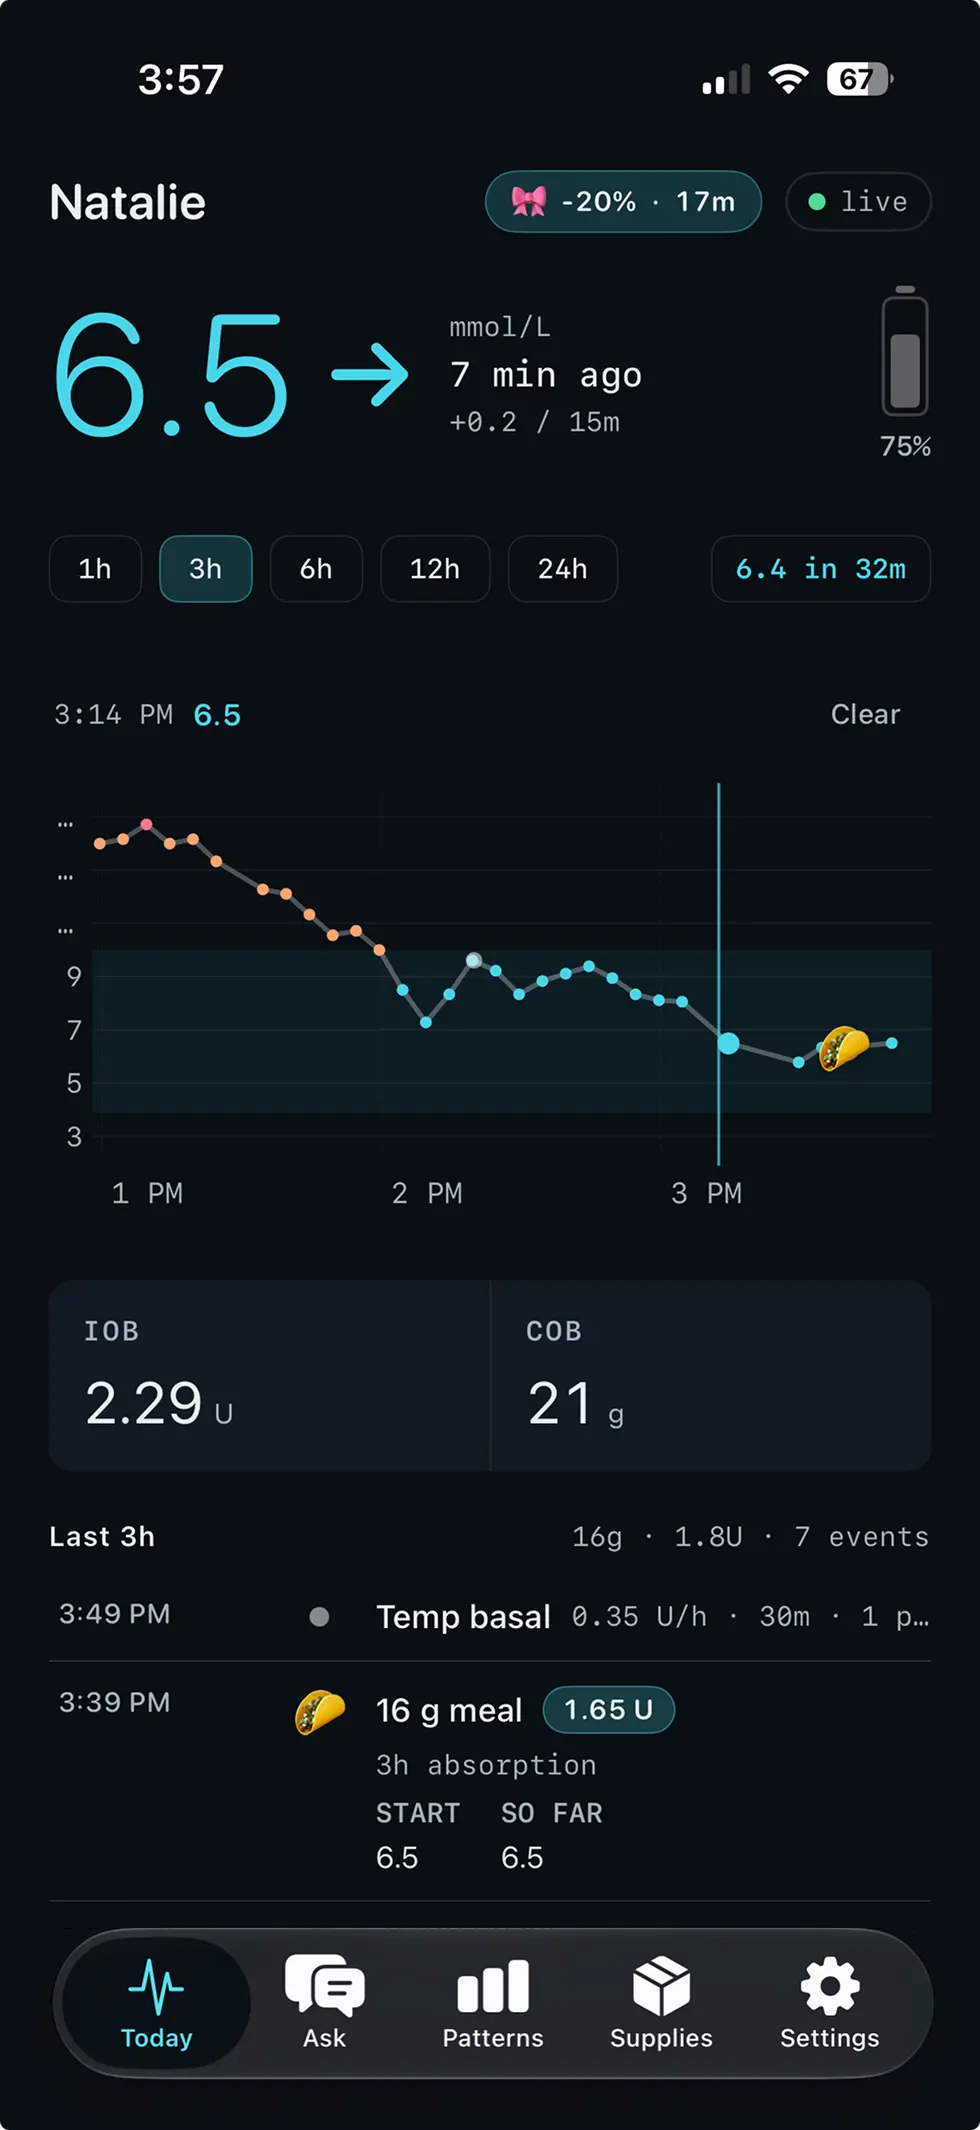 3:57
67
Natalie
-20% · 17m
live
6.5
mmol/L
7 min ago
+0.2 / 15m
75%
1h 3h 6h 12h 24h
6.4 in 32m
3:14 PM 6.5
Clear
…
…
…
9
7
5
3
1 PM 2 PM 3 PM
IOB
2.29 U
COB
21 g
Last 3h
16g · 1.8U · 7 events
3:49 PM
Temp basal 0.35 U/h · 30m · 1 p…
3:39 PM
16 g meal 1.65 U
3h absorption
START SO FAR
6.5 6.5
Today Ask Patterns Supplies Settings